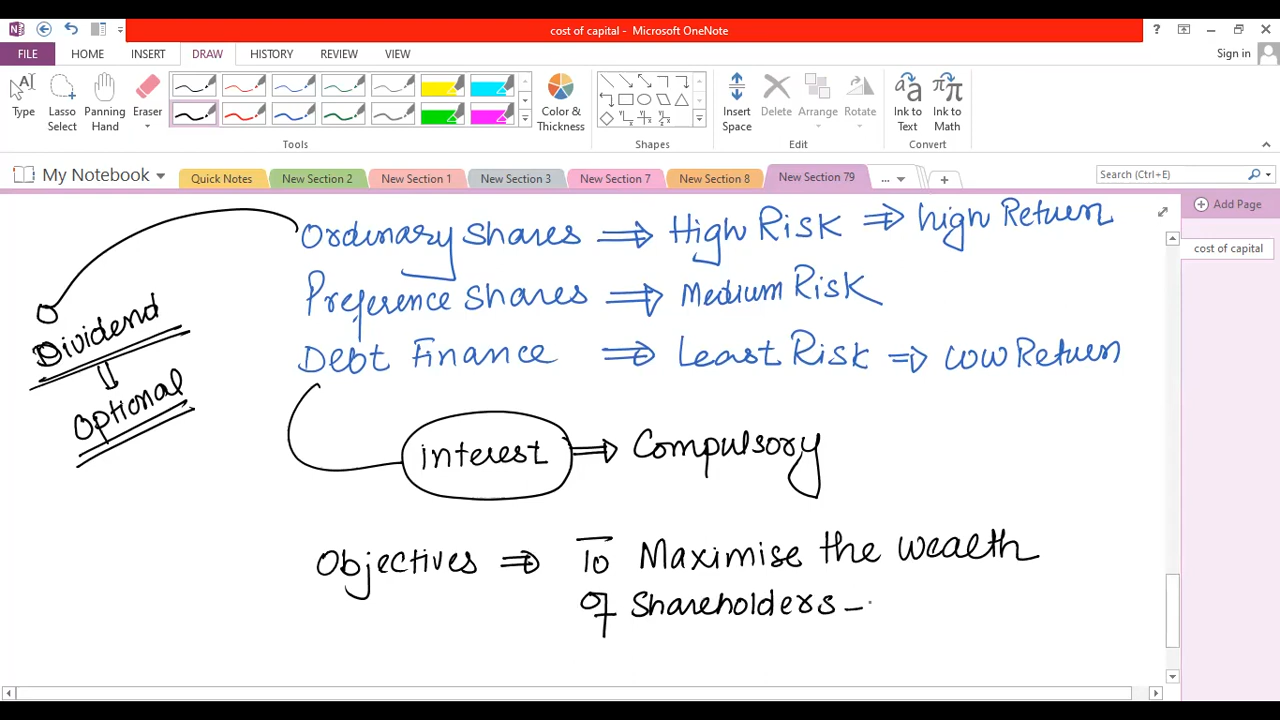 cost of capital - Microsoft OneNote
Sign in
FILE HOME INSERT DRAW HISTORY REVIEW VIEW
Type
Lasso Select
Panning Hand
Eraser
Color & Thickness
Insert Space
Delete
Arrange
Rotate
Ink to Text
Ink to Math
Tools
Shapes
Edit
Convert
My Notebook Quick Notes New Section 2 New Section 1 New Section 3 New Section 7 New Section 8 New Section 79 ... +
Search (Ctrl+E)
Add Page
cost of capital
Ordinary Shares ⇒ High Risk ⇒ high Return
Preference Shares ⇒ Medium Risk
Debt Finance ⇒ Least Risk ⇒ Low Return
Dividend
⇓
Optional
interest ⇒ Compulsory
Objectives ⇒ To Maximise the wealth
of Shareholders -